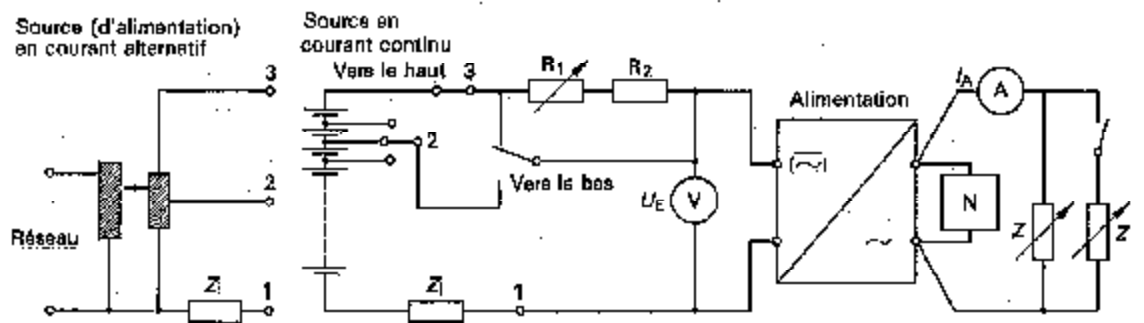 Source (d'alimentation)
en courant alternatif
3
2
Réseau
Zi
1
Source en
courant continu
Vers le haut
3
2
R1
R2
Vers le bas
UE
V
Zi
1
Alimentation
(≂)
~
IA
A
N
Z
Z